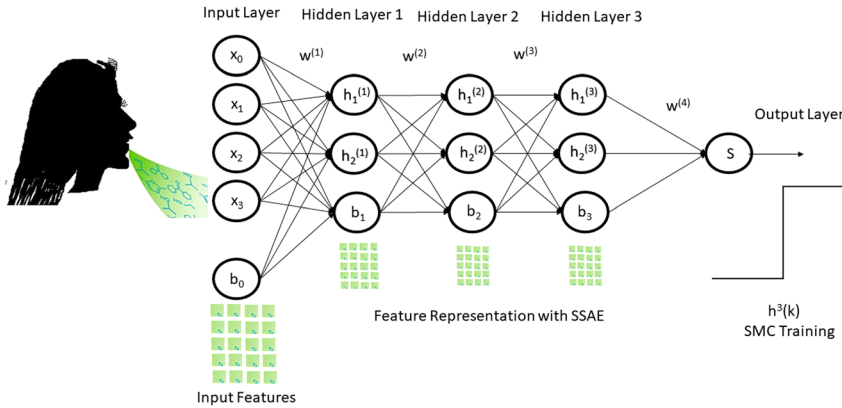 Input Layer
Hidden Layer 1
Hidden Layer 2
Hidden Layer 3
w(1)
w(2)
w(3)
w(4)
x0
x1
x2
x3
b0
h1(1)
h2(1)
b1
h1(2)
h2(2)
b2
h1(3)
h2(3)
b3
S
Output Layer
Feature Representation with SSAE
h3(k)
SMC Training
Input Features